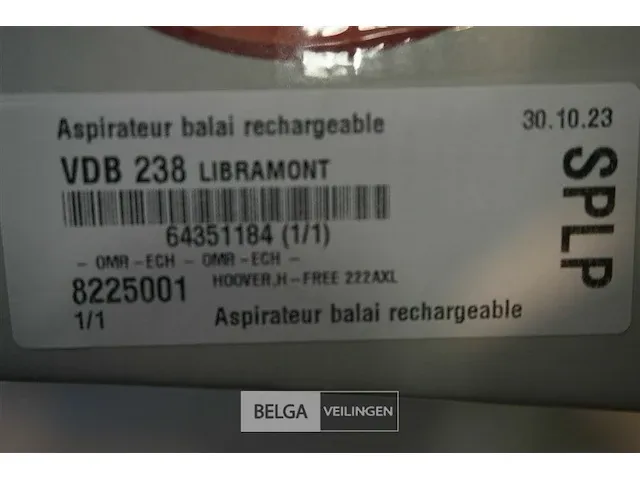 Aspirateur balai rechargeable
30.10.23
VDB 238 LIBRAMONT
SPLP
64351184 (1/1)
- OMR -ECH - OMR -ECH -
8225001
HOOVER,H-FREE 222AXL
1/1
Aspirateur balai rechargeable
BELGA VEILINGEN